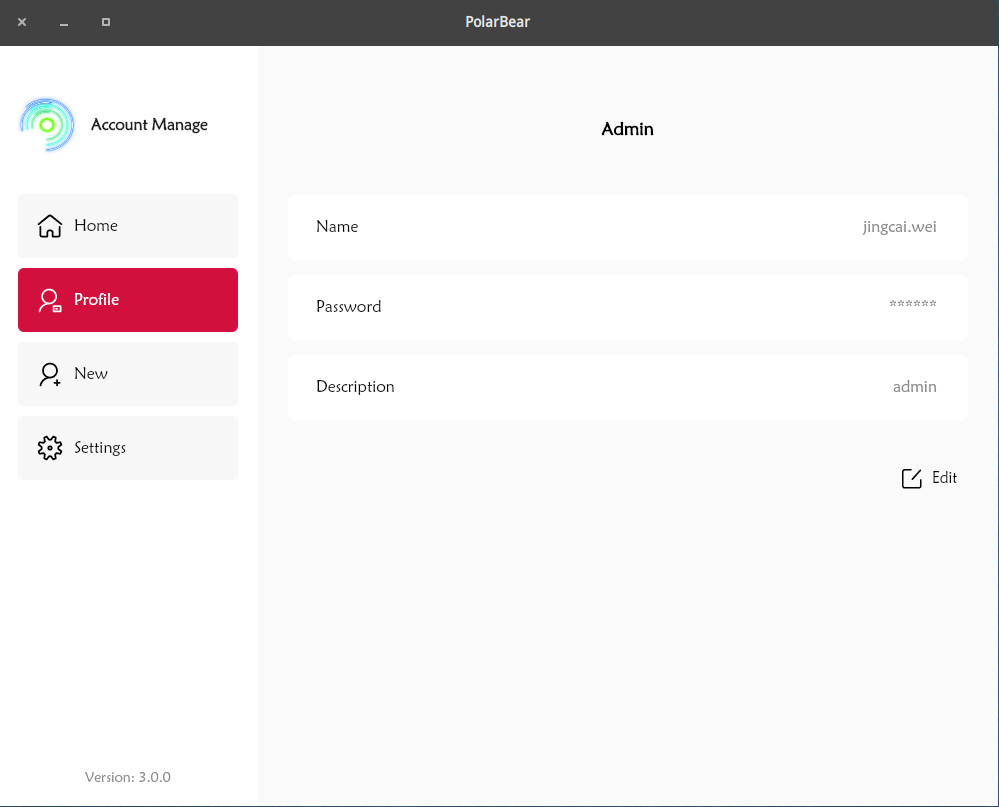 PolarBear
Account Manage
Home
Profile
New
Settings
Version: 3.0.0
Admin
Name jingcai.wei
Password ******
Description admin
Edit